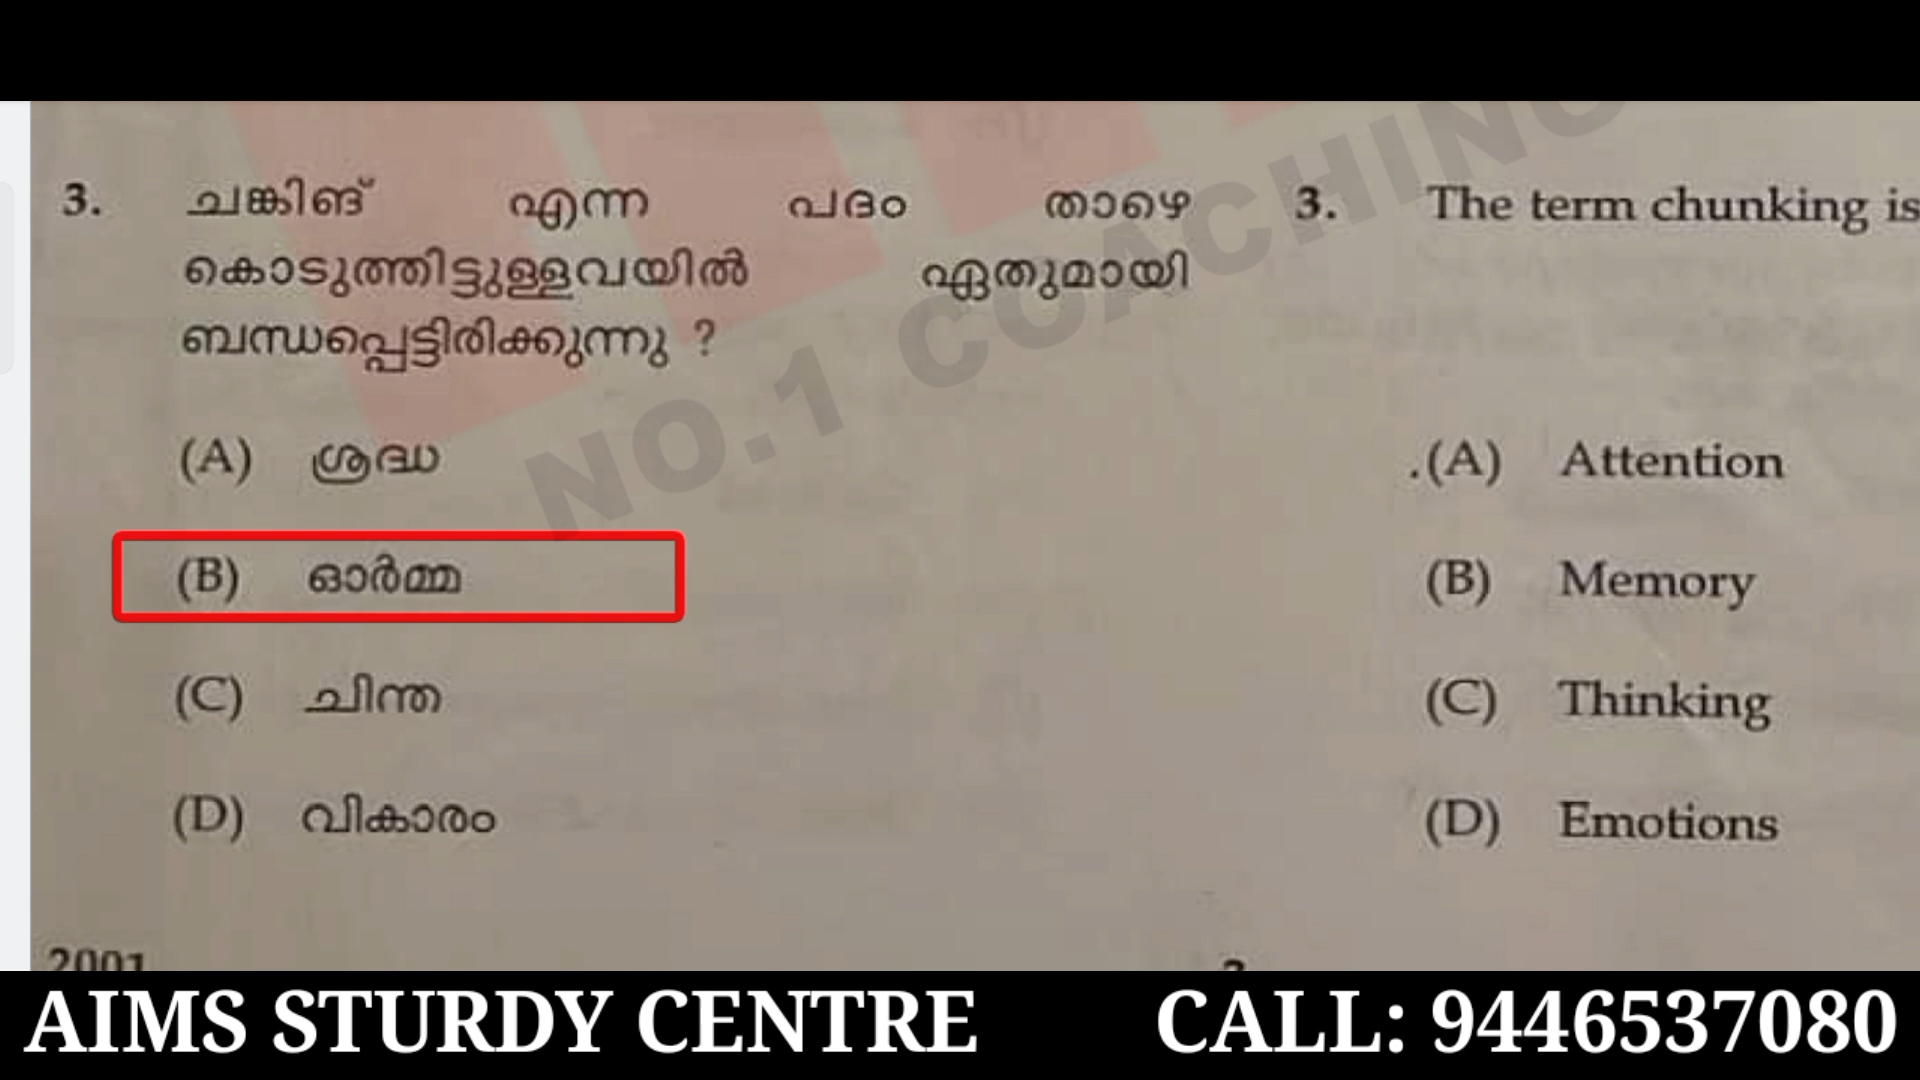 3. ചങ്കിങ് എന്ന പദം താഴെ
കൊടുത്തിട്ടുള്ളവയിൽ ഏതുമായി
ബന്ധപ്പെട്ടിരിക്കുന്നു ?
(A) ശ്രദ്ധ
(B) ഓർമ്മ
(C) ചിന്ത
(D) വികാരം
3. The term chunking is
.(A) Attention
(B) Memory
(C) Thinking
(D) Emotions
NO.1 COACHING
2001
AIMS STURDY CENTRE
CALL: 9446537080